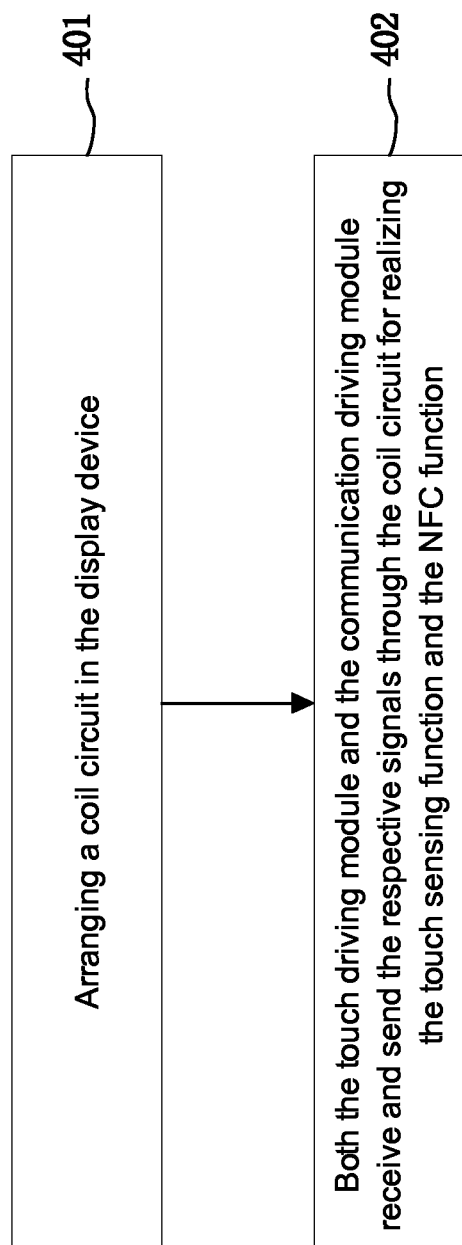 Arranging a coil circuit in the display device
401
Both the touch driving module and the communication driving module
receive and send the respective signals through the coil circuit for realizing
the touch sensing function and the NFC function
402